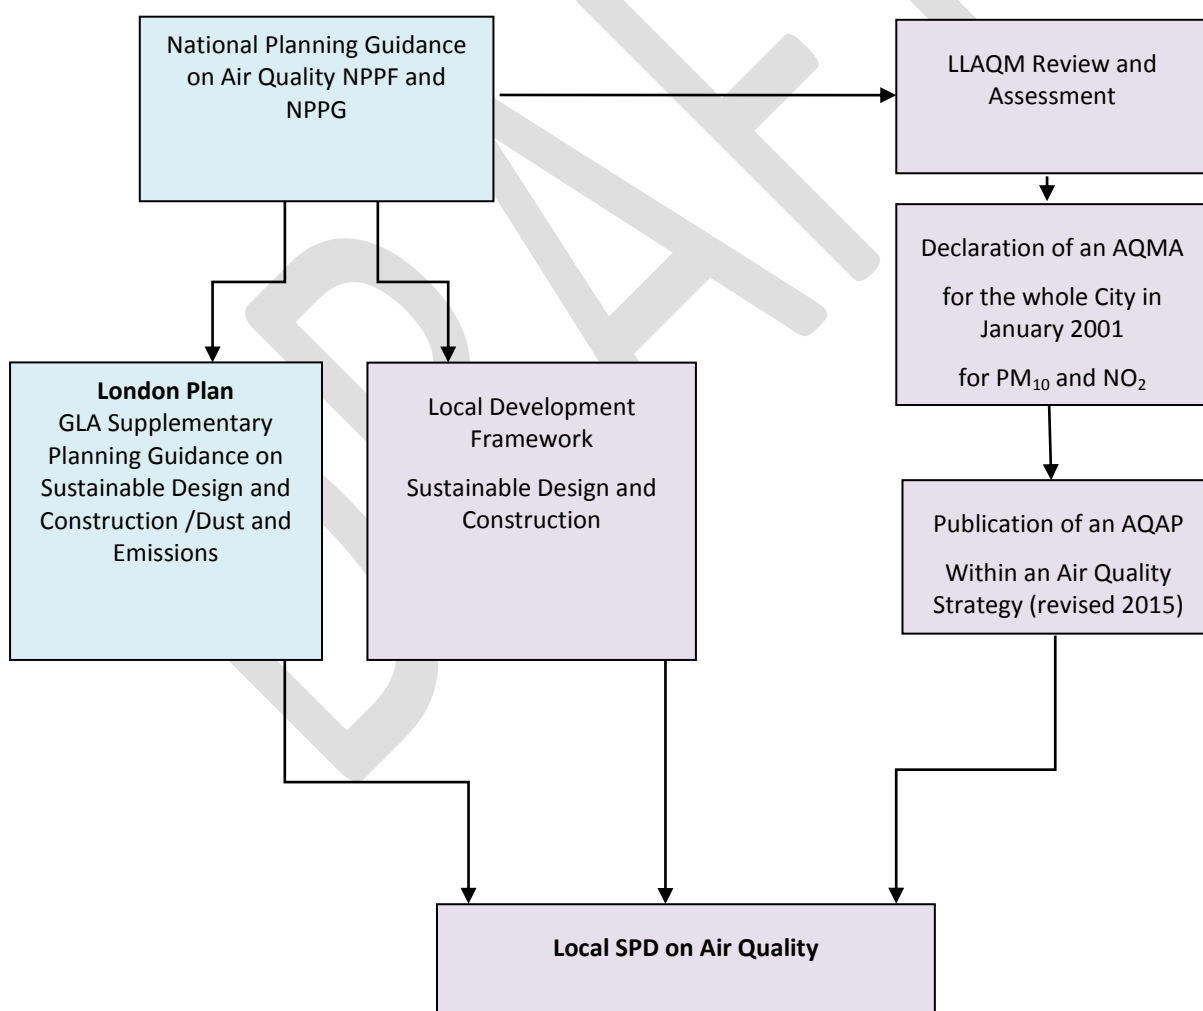 National Planning Guidance
on Air Quality NPPF and
NPPG
LLAQM Review and
Assessment
Declaration of an AQMA
for the whole City in
January 2001
for PM₁₀ and NO₂
London Plan
GLA Supplementary
Planning Guidance on
Sustainable Design and
Construction /Dust and
Emissions
Local Development
Framework
Sustainable Design and
Construction
Publication of an AQAP
Within an Air Quality
Strategy (revised 2015)
Local SPD on Air Quality